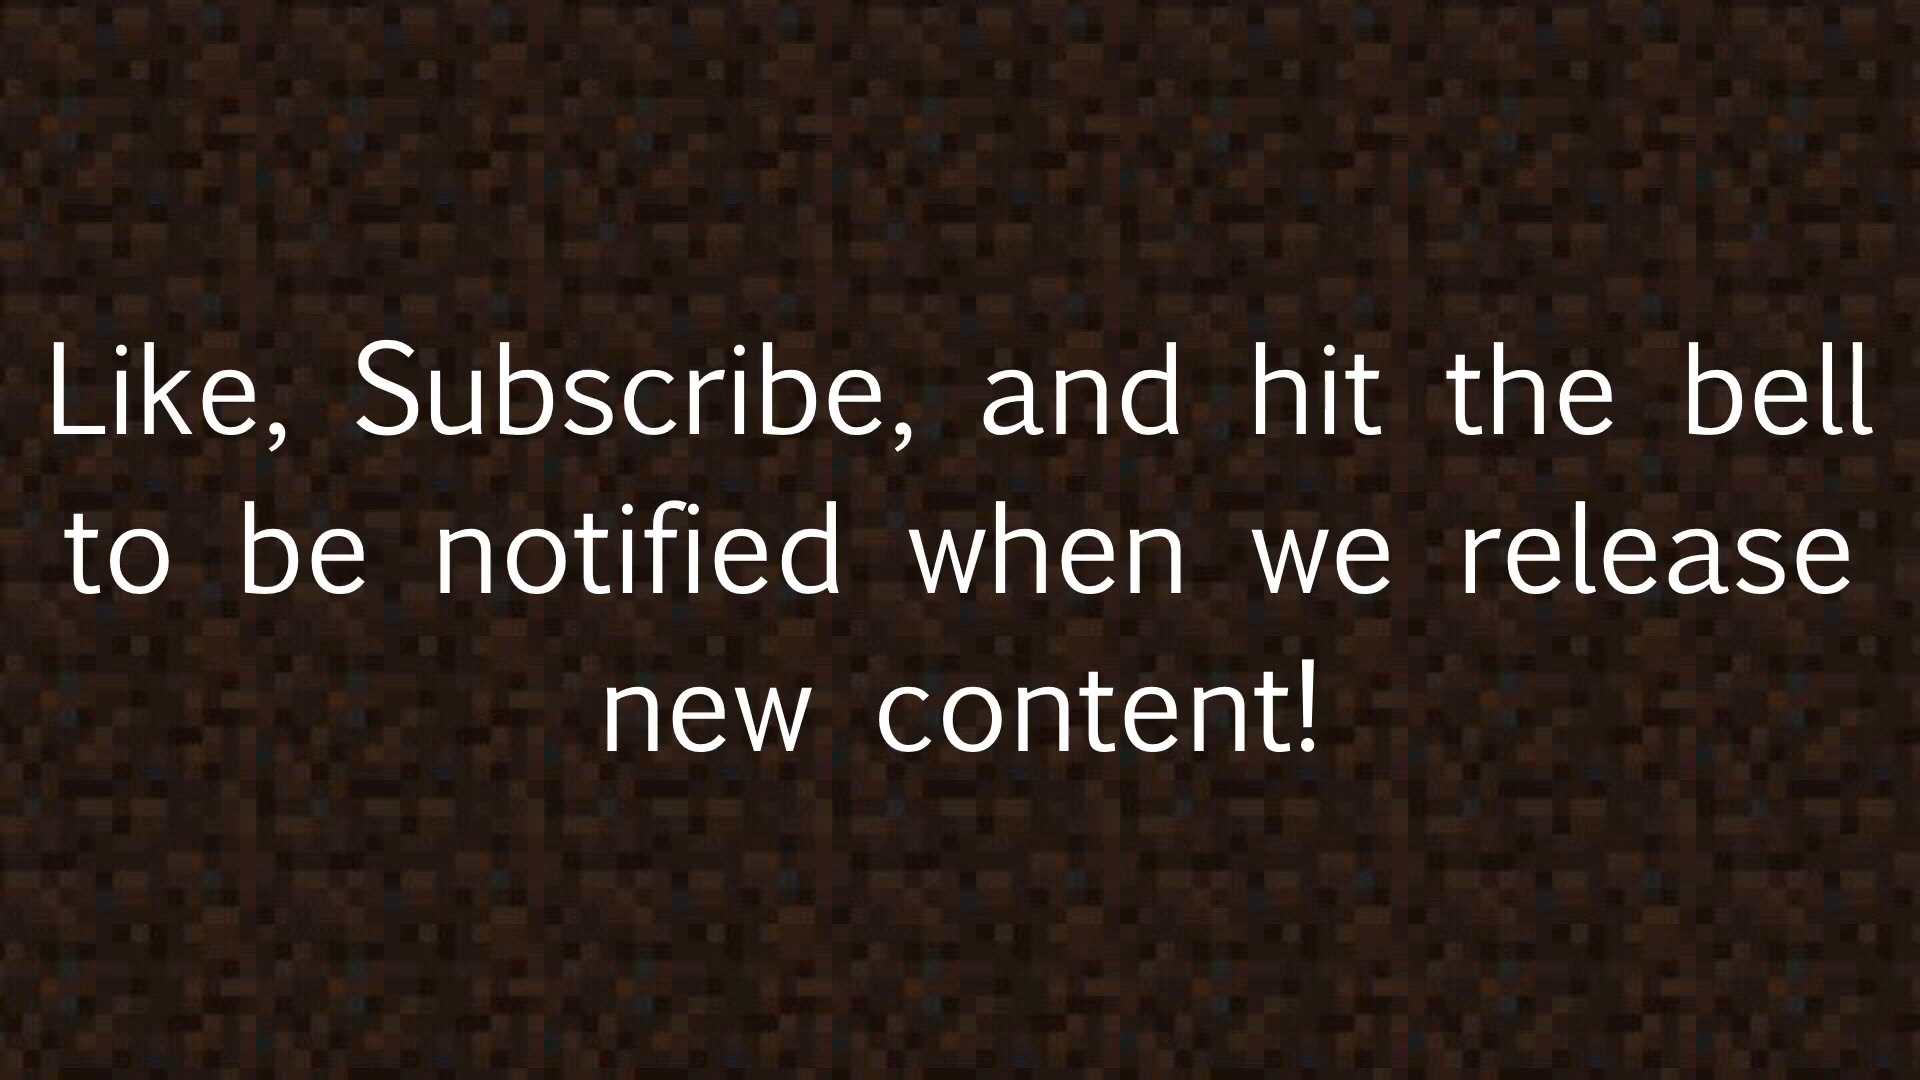 Like, Subscribe, and hit the bell
to be notified when we release
new content!